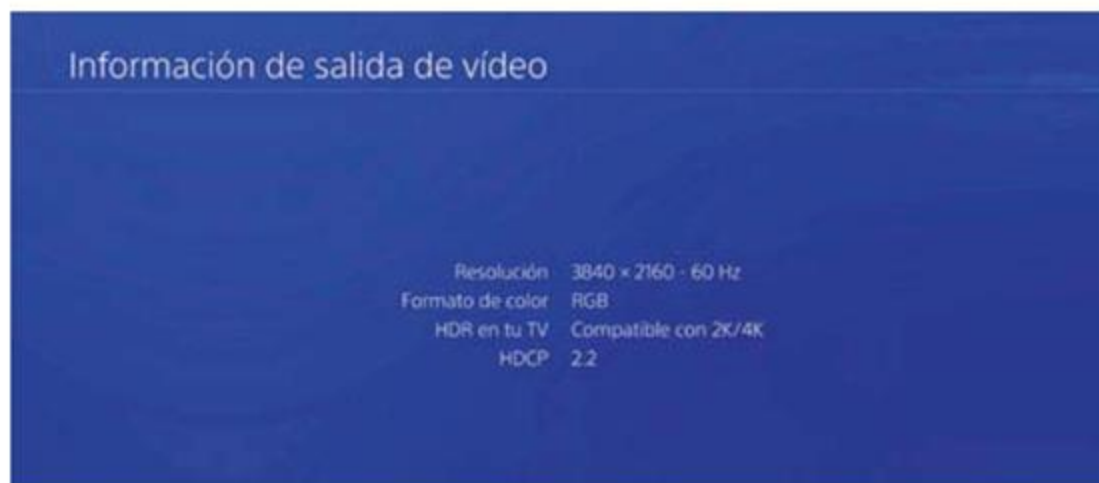 Información de salida de vídeo
Resolución 3840 × 2160 - 60 Hz
Formato de color RGB
HDR en tu TV Compatible con 2K/4K
HDCP 2.2